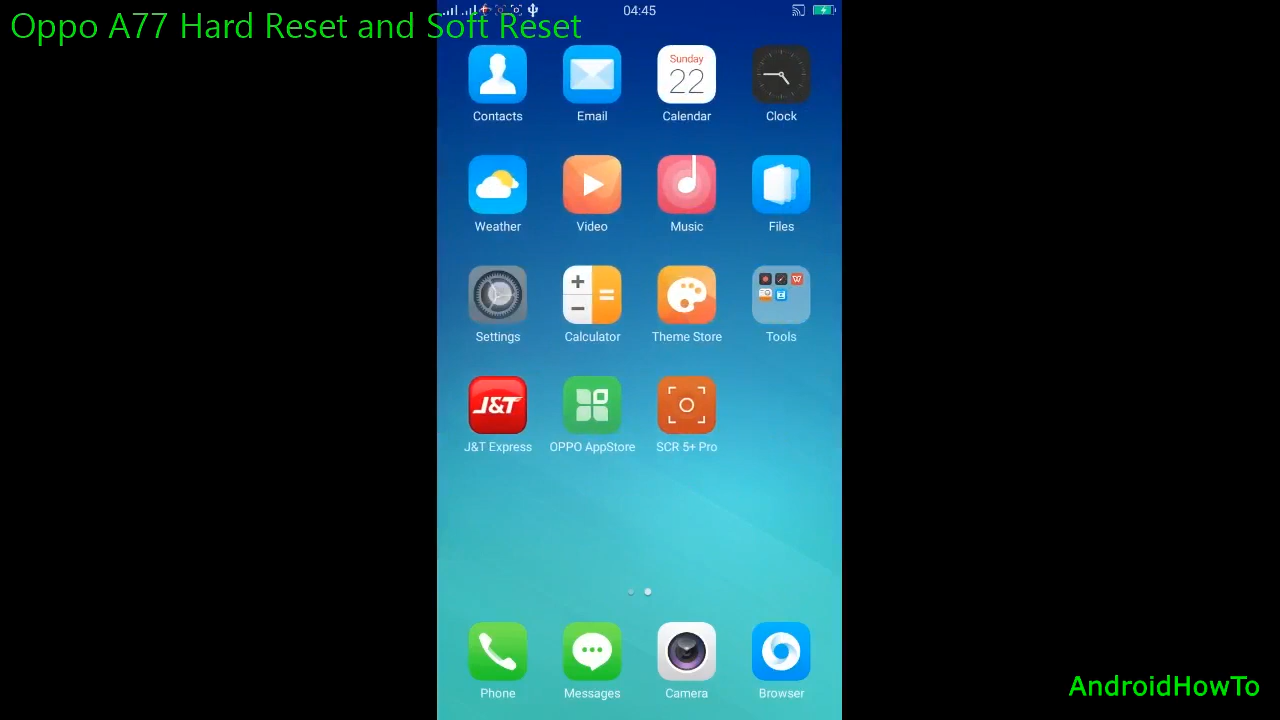 Oppo A77 Hard Reset and Soft Reset
04:45
Sunday
22
Contacts Email Calendar Clock
Weather Video Music Files
Settings Calculator Theme Store Tools
J&T
J&T Express OPPO AppStore SCR 5+ Pro
Phone Messages Camera Browser
AndroidHowTo